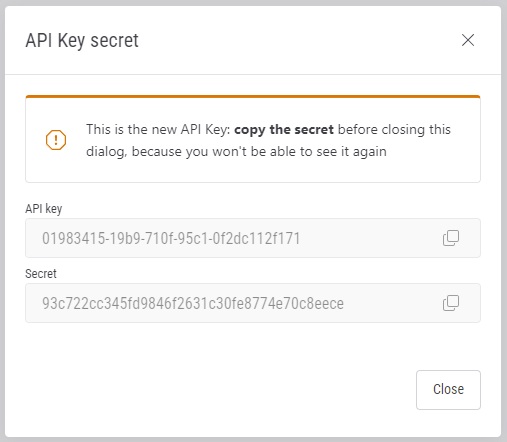 API Key secret
This is the new API Key: copy the secret before closing this
dialog, because you won't be able to see it again
API key
01983415-19b9-710f-95c1-0f2dc112f171
Secret
93c722cc345fd9846f2631c30fe8774e70c8eece
Close